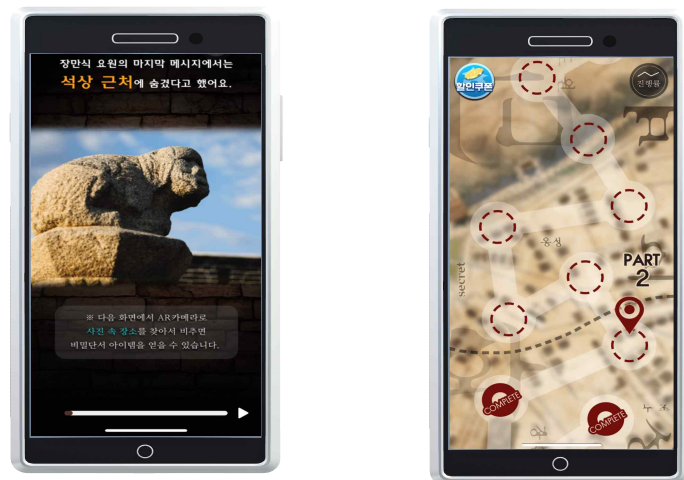 장만식 요원의 마지막 메시지에서는
석상 근처에 숨겼다고 했어요.
※ 다음 화면에서 AR카메라로
사진 속 장소를 찾아서 비추면
비밀단서 아이템을 얻을 수 있습니다.
할인쿠폰
진행률
옹성
secret
PART
2
COMPLETE
COMPLETE